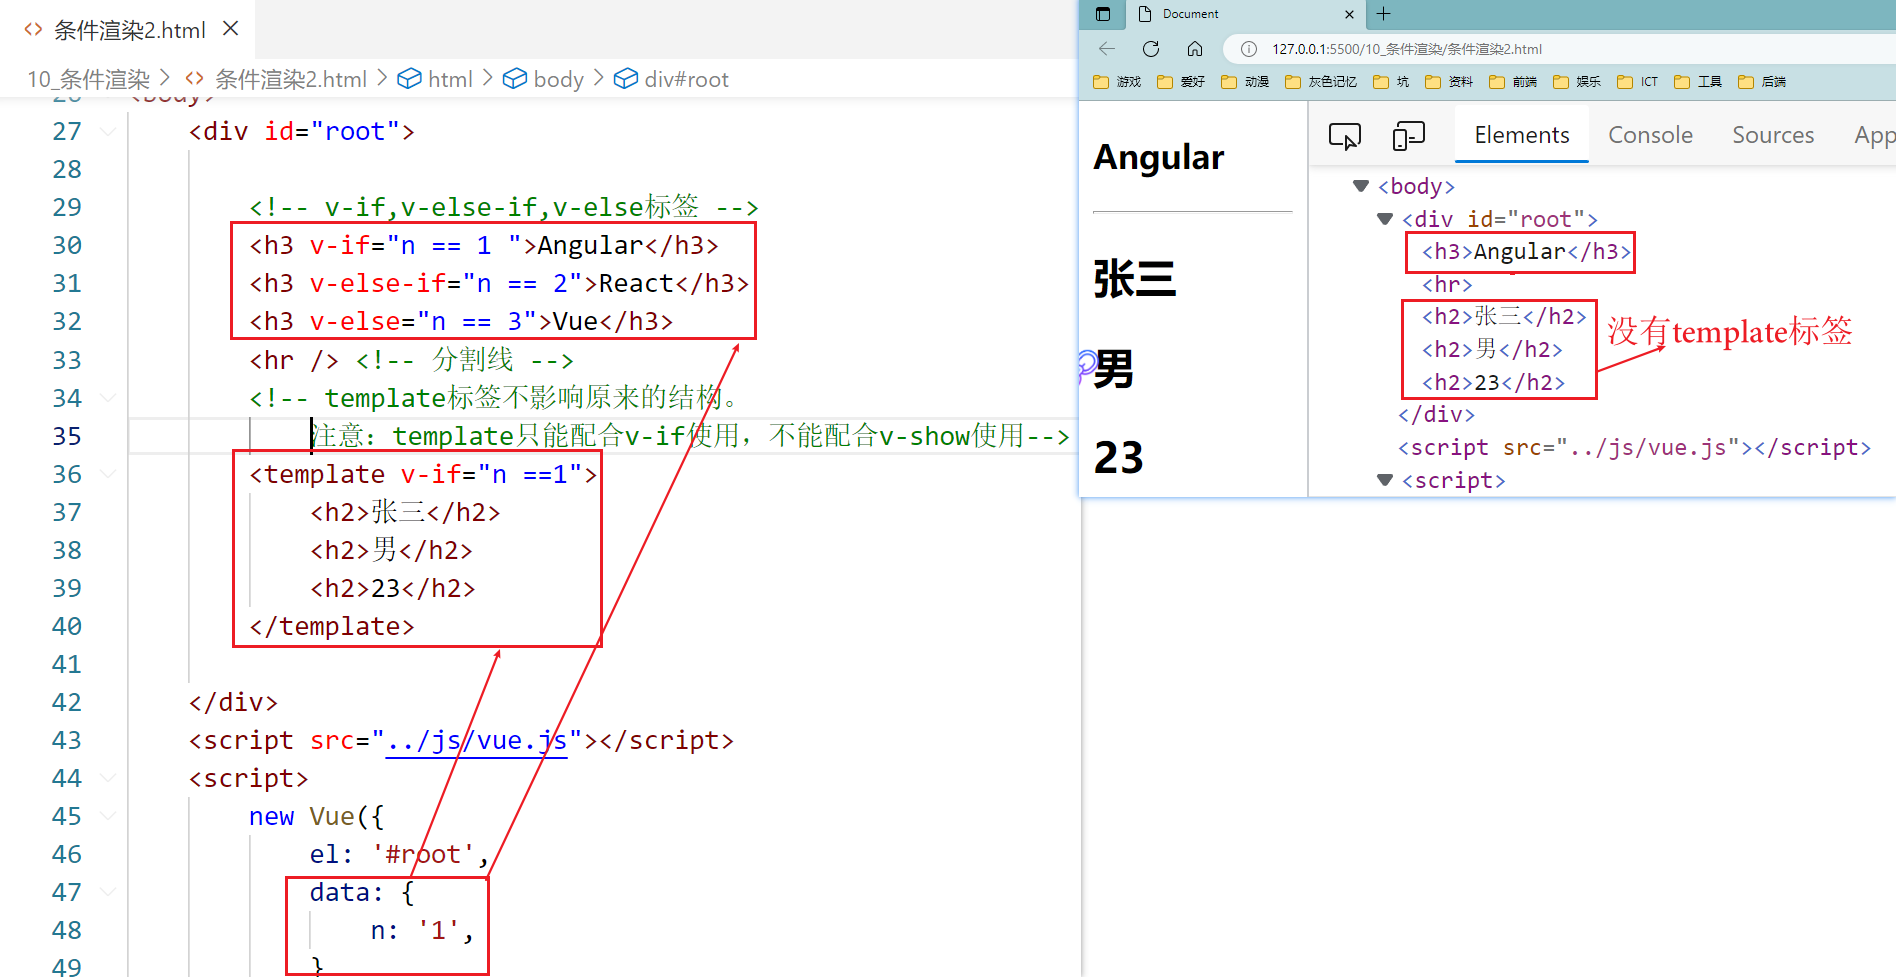 条件渲染2.html
10_条件渲染 > 条件渲染2.html > html > body > div#root
26 <body>
27 <div id="root">
28
29 <!-- v-if,v-else-if,v-else标签 -->
30 <h3 v-if="n == 1 ">Angular</h3>
31 <h3 v-else-if="n == 2">React</h3>
32 <h3 v-else="n == 3">Vue</h3>
33 <hr /> <!-- 分割线 -->
34 <!-- template标签不影响原来的结构。
35 注意：template只能配合v-if使用，不能配合v-show使用-->
36 <template v-if="n ==1">
37 <h2>张三</h2>
38 <h2>男</h2>
39 <h2>23</h2>
40 </template>
41
42 </div>
43 <script src="../js/vue.js"></script>
44 <script>
45 new Vue({
46 el: '#root',
47 data: {
48 n: '1',
49 }
Document
127.0.0.1:5500/10_条件渲染/条件渲染2.html
游戏 爱好 动漫 灰色记忆 坑 资料 前端 娱乐 ICT 工具 后端
Angular
张三
男
23
Elements Console Sources App
<body>
<div id="root">
<h3>Angular</h3>
<hr>
<h2>张三</h2>
<h2>男</h2>
<h2>23</h2>
没有template标签
</div>
<script src="../js/vue.js"></script>
<script>